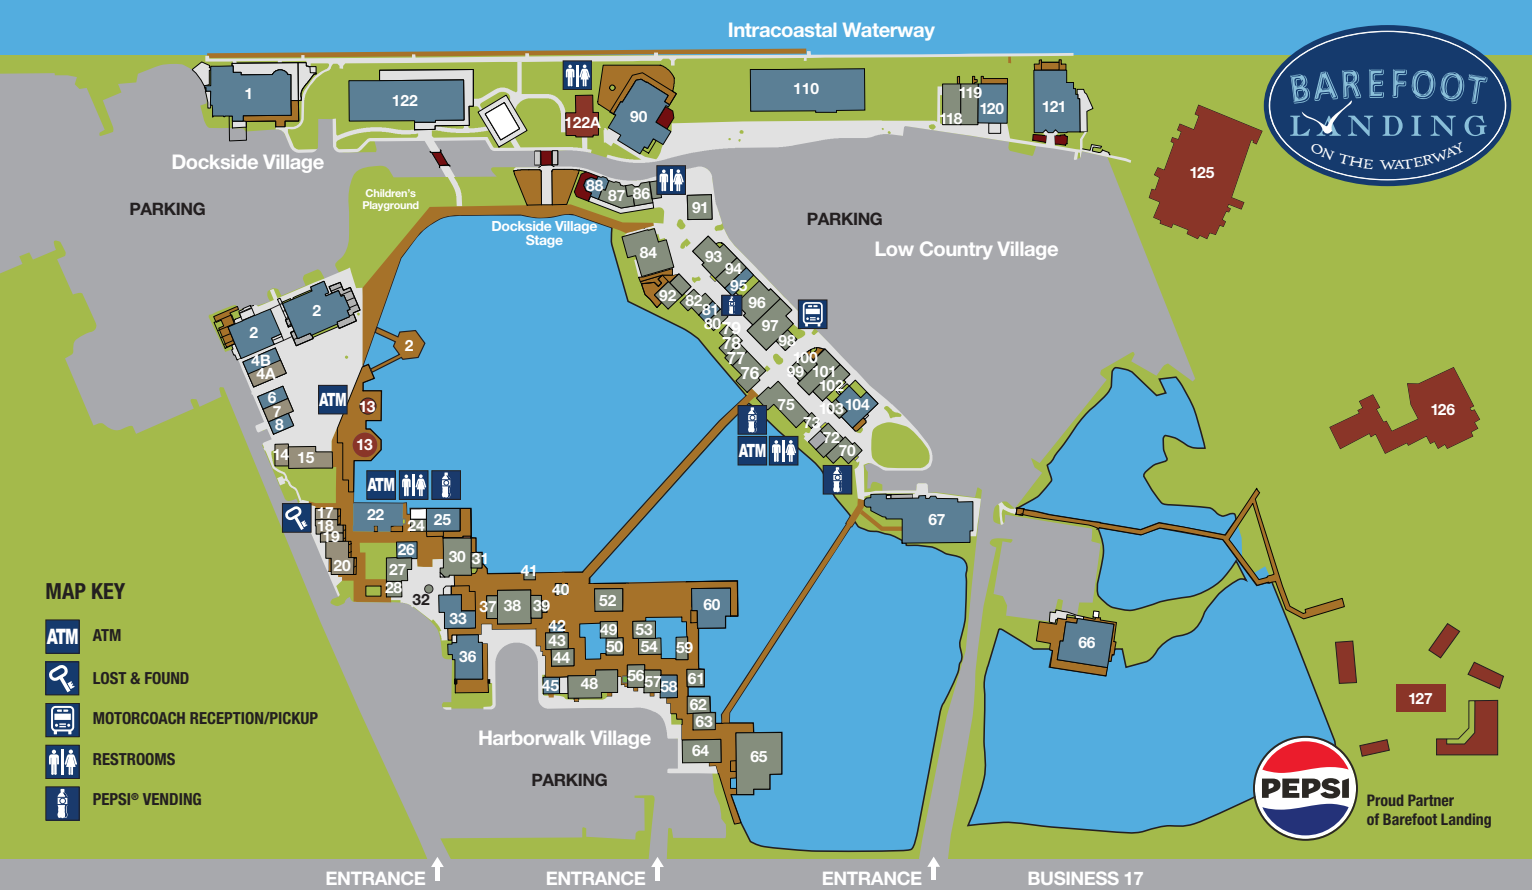 Intracoastal Waterway
BAREFOOT
LANDING
ON THE WATERWAY
1
122
122A
90
110
118
119
120
121
125
Dockside Village
PARKING
Children's
Playground
88
87
86
91
Dockside Village
Stage
PARKING
Low Country Village
84
93
94
95
92
82
81
80
79
96
97
98
78
77
76
100
99
101
102
75
103
104
73
72
70
2
2
2
4B
4A
6
7
8
ATM
13
13
14
15
ATM
ATM
126
17
18
19
20
22
24
25
26
27
28
30
31
32
67
41
40
33
36
37
38
39
42
43
44
45
48
49
50
52
53
54
56
57
58
59
60
61
62
63
64
65
66
127
MAP KEY
ATM ATM
LOST & FOUND
MOTORCOACH RECEPTION/PICKUP
RESTROOMS
PEPSI® VENDING
Harborwalk Village
PARKING
PEPSI
Proud Partner
of Barefoot Landing
ENTRANCE
ENTRANCE
ENTRANCE
BUSINESS 17